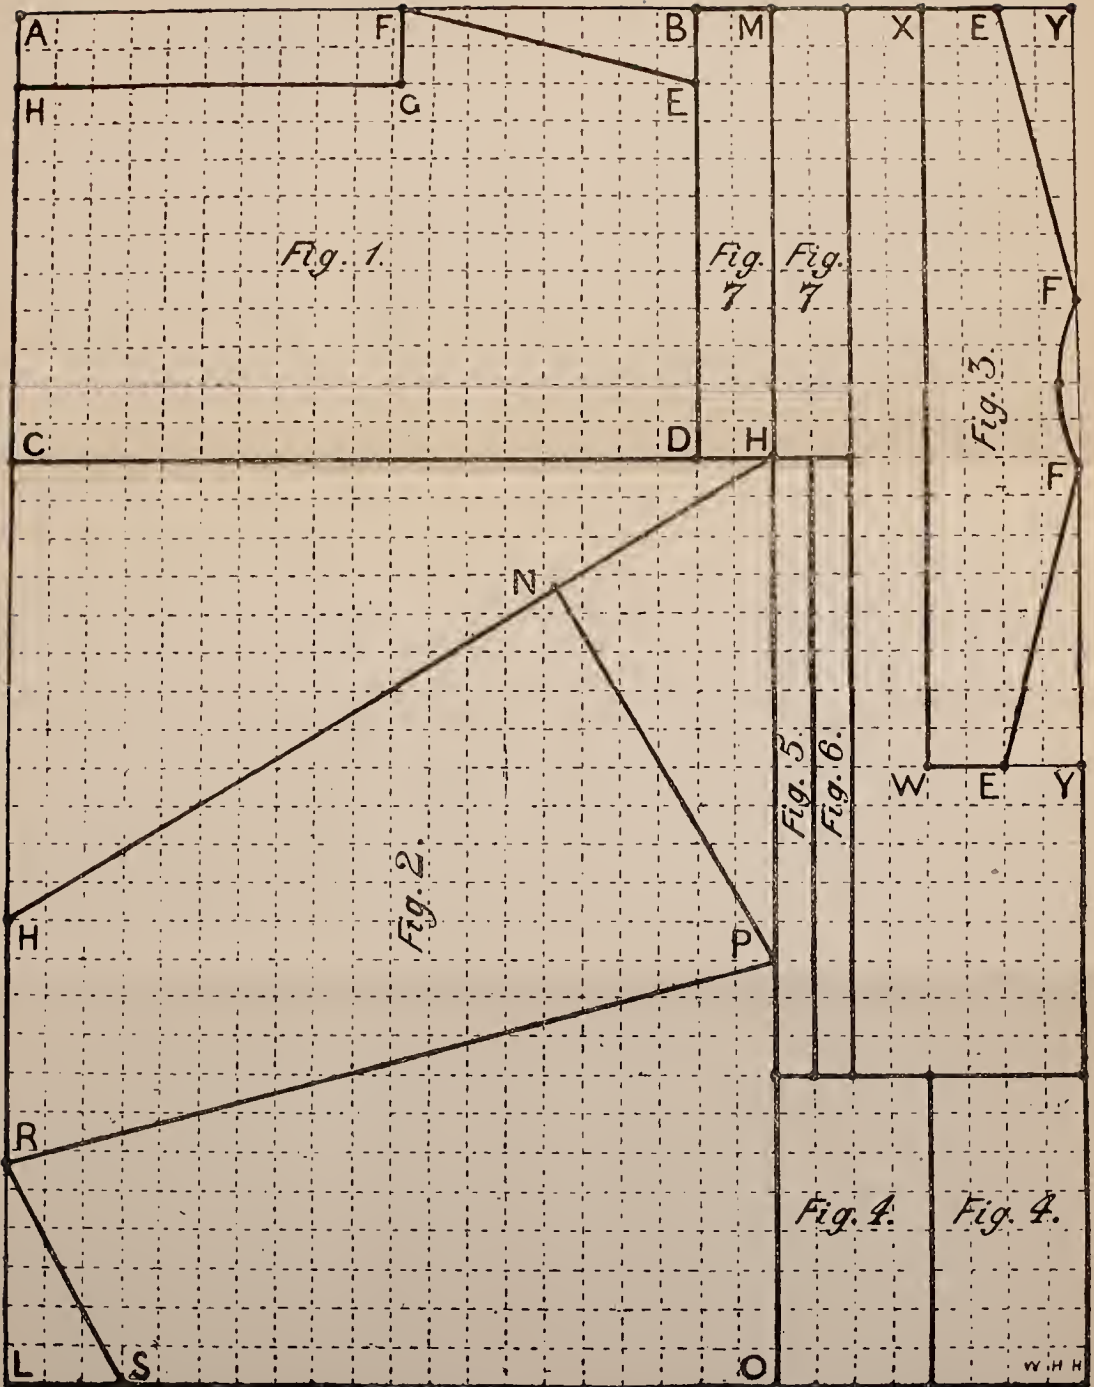 A F B M X E Y
H G E
Fig. 1.
Fig.
7
Fig.
7
F
Fig. 3.
C D H
F
N
W E Y
Fig. 5.
Fig. 6.
Fig. 2.
H
P
Y
R
Fig. 4.
Fig. 4.
L S O
W.H H